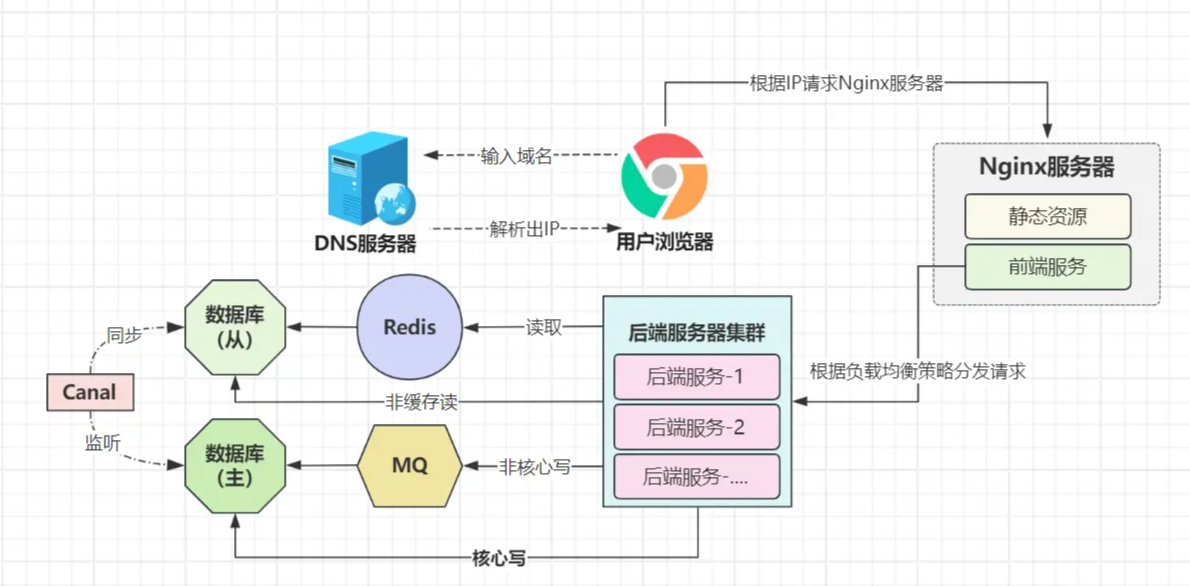 根据IP请求Nginx服务器
输入域名
解析出IP
DNS服务器
用户浏览器
Nginx服务器
静态资源
前端服务
数据库
(从)
Redis
读取
后端服务器集群
同步
后端服务-1
根据负载均衡策略分发请求
Canal
非缓存读
后端服务-2
监听
数据库
(主)
MQ
非核心写
后端服务-....
核心写